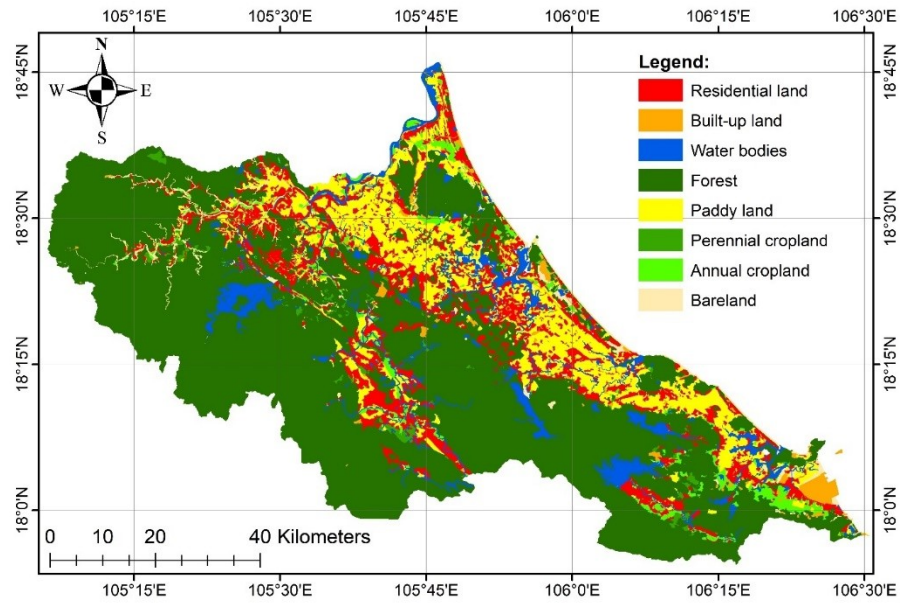 105°15'E 105°30'E 105°45'E 106°0'E 106°15'E 106°30'E
18°45'N 18°45'N
N
W E
S
Legend:
Residential land
Built-up land
Water bodies
Forest
Paddy land
Perennial cropland
Annual cropland
Bareland
18°30'N 18°30'N
18°15'N 18°15'N
18°0'N 18°0'N
0 10 20 40 Kilometers
105°15'E 105°30'E 105°45'E 106°0'E 106°15'E 106°30'E